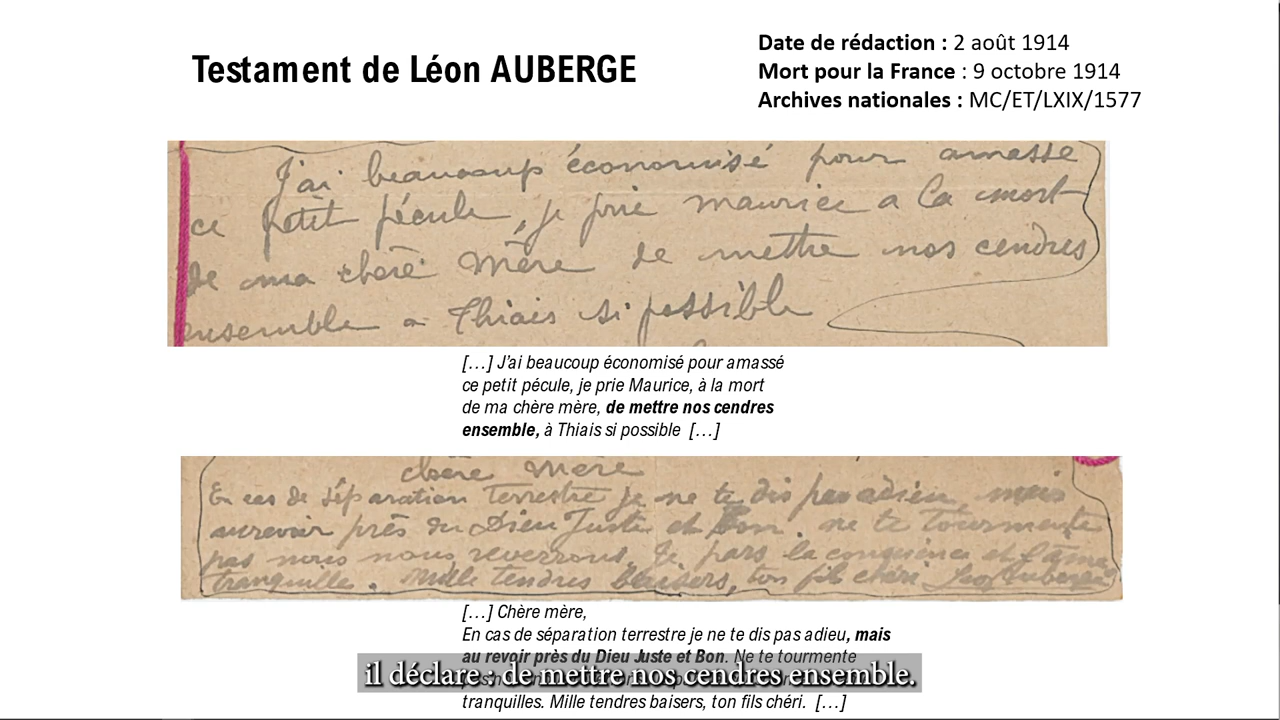 Testament de Léon AUBERGE
Date de rédaction : 2 août 1914
Mort pour la France : 9 octobre 1914
Archives nationales : MC/ET/LXIX/1577
J'ai beaucoup économisé pour amassé
ce petit pécule, je prie maurice a la mort
de ma chère Mère de mettre nos cendres
ensemble a Thiais si possible
[…] J'ai beaucoup économisé pour amassé
ce petit pécule, je prie Maurice, à la mort
de ma chère mère, de mettre nos cendres
ensemble, à Thiais si possible […]
chère Mère
En cas de séparation terrestre je ne te dis pas adieu, mais
aurevoir près du Dieu Juste et Bon. ne te tourmente
pas nous nous reverrons. Je pars la conscience et l'âme
tranquille. Mille tendres baisers, ton fils chéri Léon Auberge
[…] Chère mère,
En cas de séparation terrestre je ne te dis pas adieu, mais
au revoir près du Dieu Juste et Bon. Ne te tourmente
il déclare : de mettre nos cendres ensemble.
tranquilles. Mille tendres baisers, ton fils chéri. […]